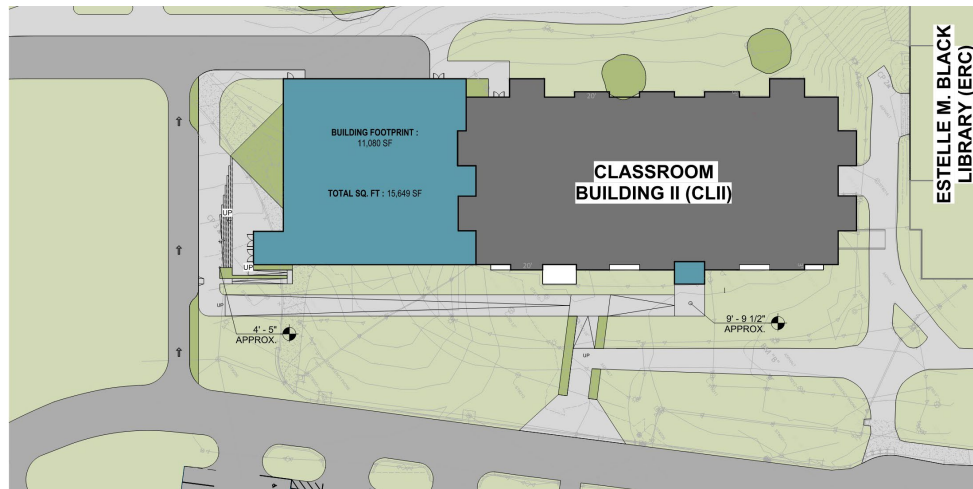 ESTELLE M. BLACK
LIBRARY (ERC)
BUILDING FOOTPRINT :
11,080 SF
TOTAL SQ. FT : 15,649 SF
CLASSROOM
BUILDING II (CLII)
UP
UP
20'
UP
4' - 5"
APPROX.
9' - 9 1/2"
APPROX.
UP